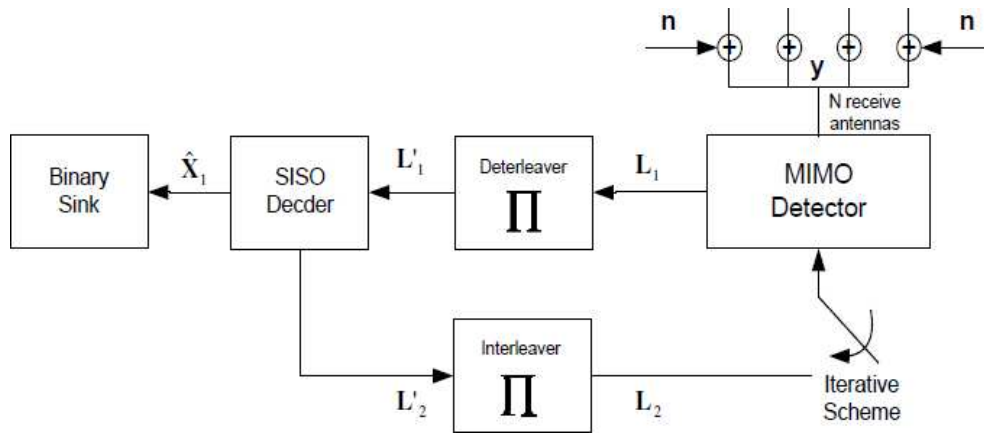 n
n
+
+
+
+
y
N receive
antennas
Binary
Sink
X̂₁
SISO
Decder
L'₁
Deterleaver
∏
L₁
MIMO
Detector
Interleaver
∏
L'₂
L₂
Iterative
Scheme